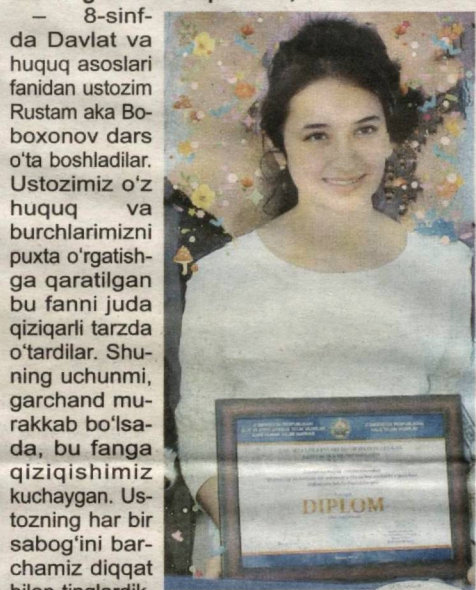 – 8-sinf-
da Davlat va
huquq asoslari
fanidan ustozim
Rustam aka Bo-
boxonov dars
o‘ta boshladilar.
Ustozimiz o‘z
huquq va
burchlarimizni
puxta o‘rgatish-
ga qaratilgan
bu fanni juda
qiziqarli tarzda
o‘tardilar. Shu-
ning uchunmi,
garchand mu-
rakkab bo‘lsa-
da, bu fanga
qiziqishimiz
kuchaygan. Us-
tozning har bir
sabog‘ini bar-
chamiz diqqat
bilan tinglardik.
DIPLOM